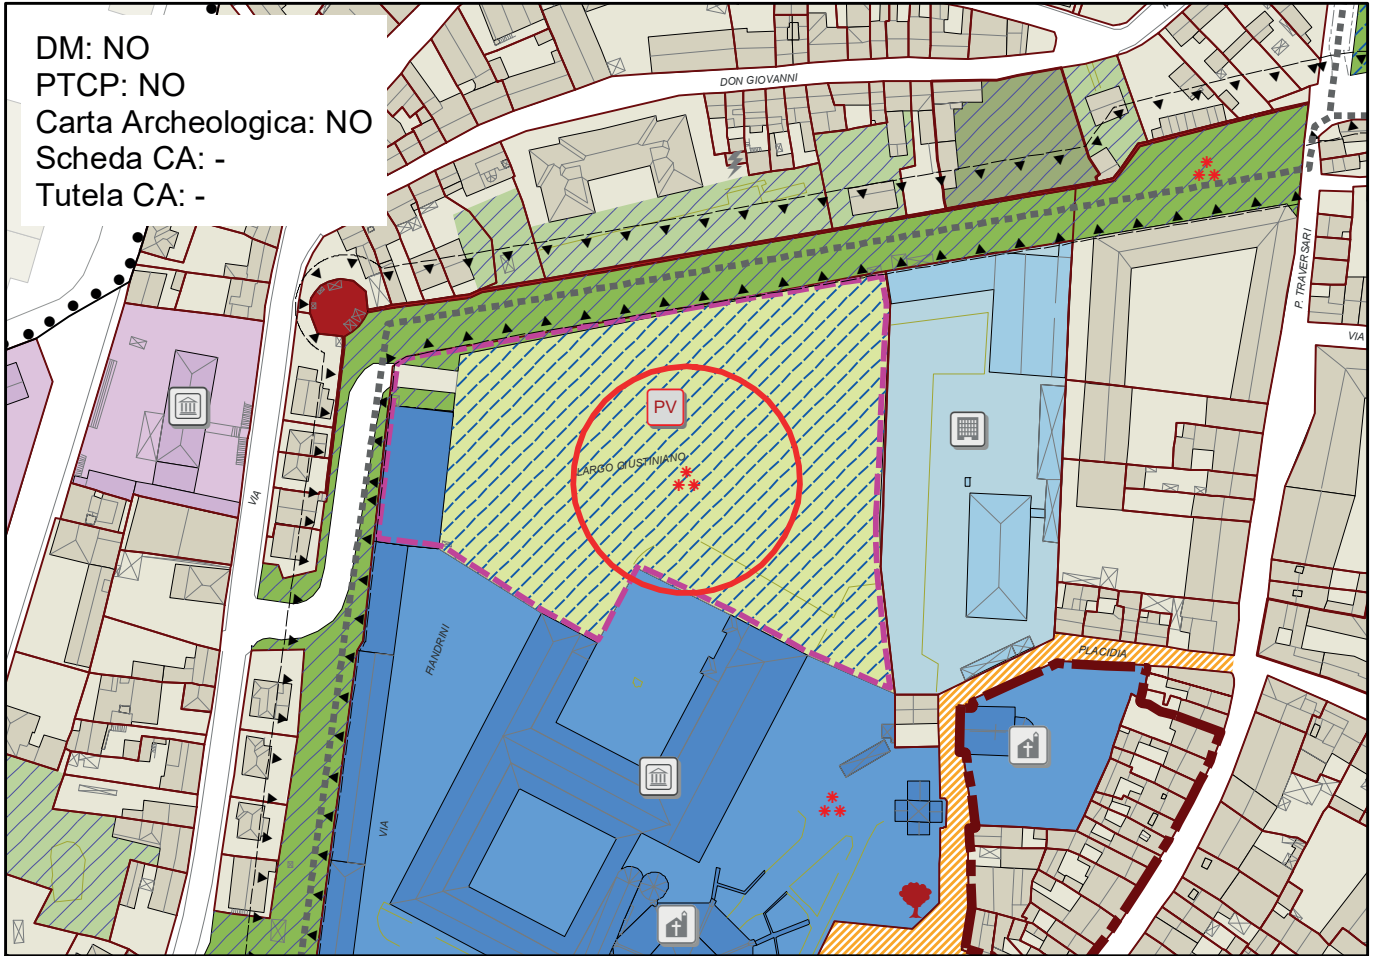 DM: NO
PTCP: NO
Carta Archeologica: NO
Scheda CA: -
Tutela CA: -
DON GIOVANNI
P. TRAVERSARI
VIA
PV
LARGO GIUSTINIANO
VIA
FIANDRINI
PLACIDIA
VIA